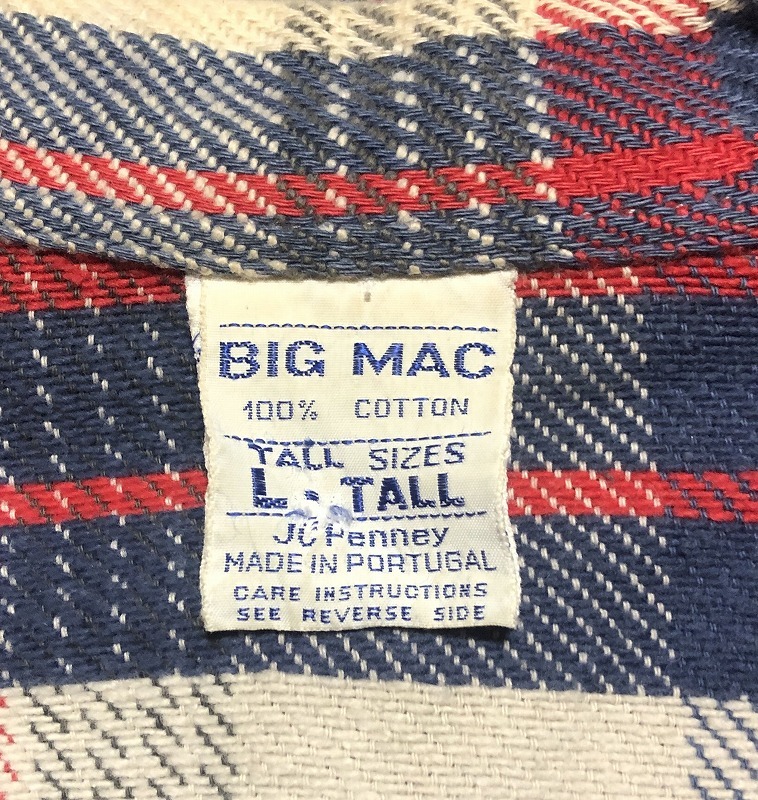 BIG MAC
100% COTTON
TALL SIZES
L-TALL
JCPenney
MADE IN PORTUGAL
CARE INSTRUCTIONS
SEE REVERSE SIDE